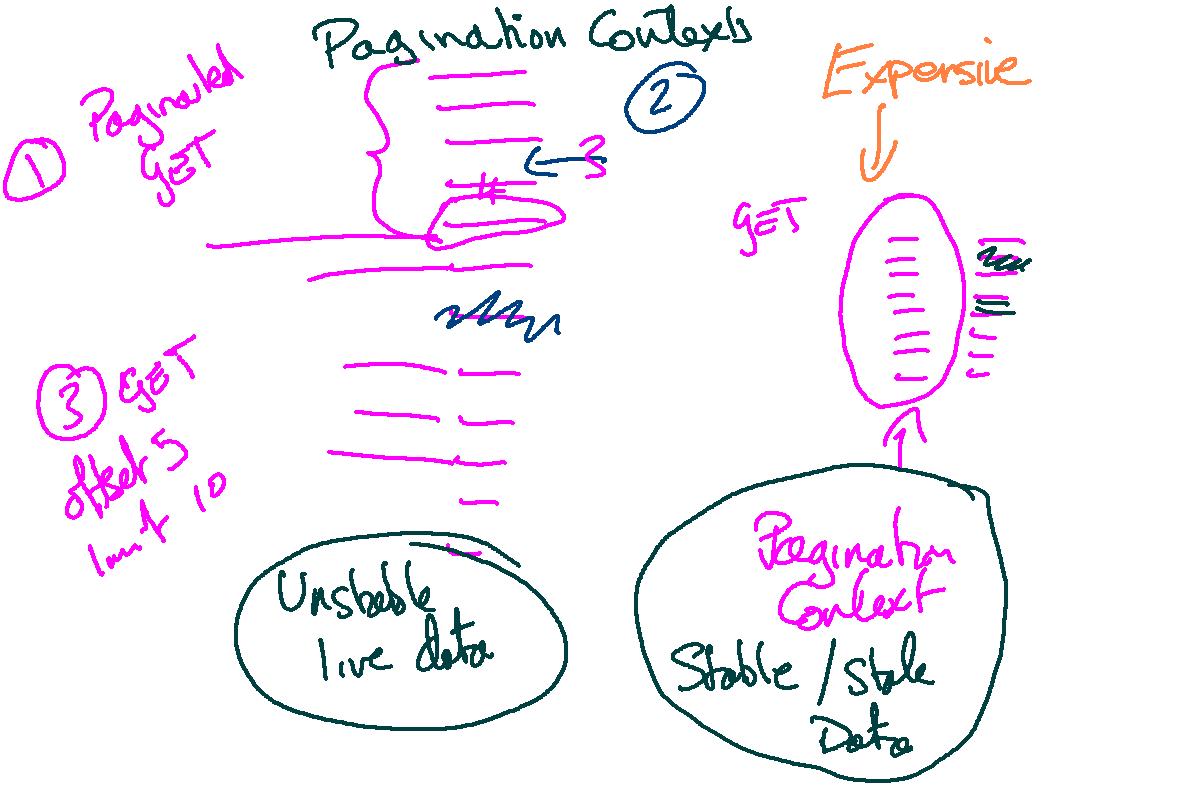 Pagination Contexts
1
Paginated
GET
2
3
4
Expensive
GET
3
GET
offset 5
limit 10
Unstable
live data
Pagination
Context
Stable / Stale
Data